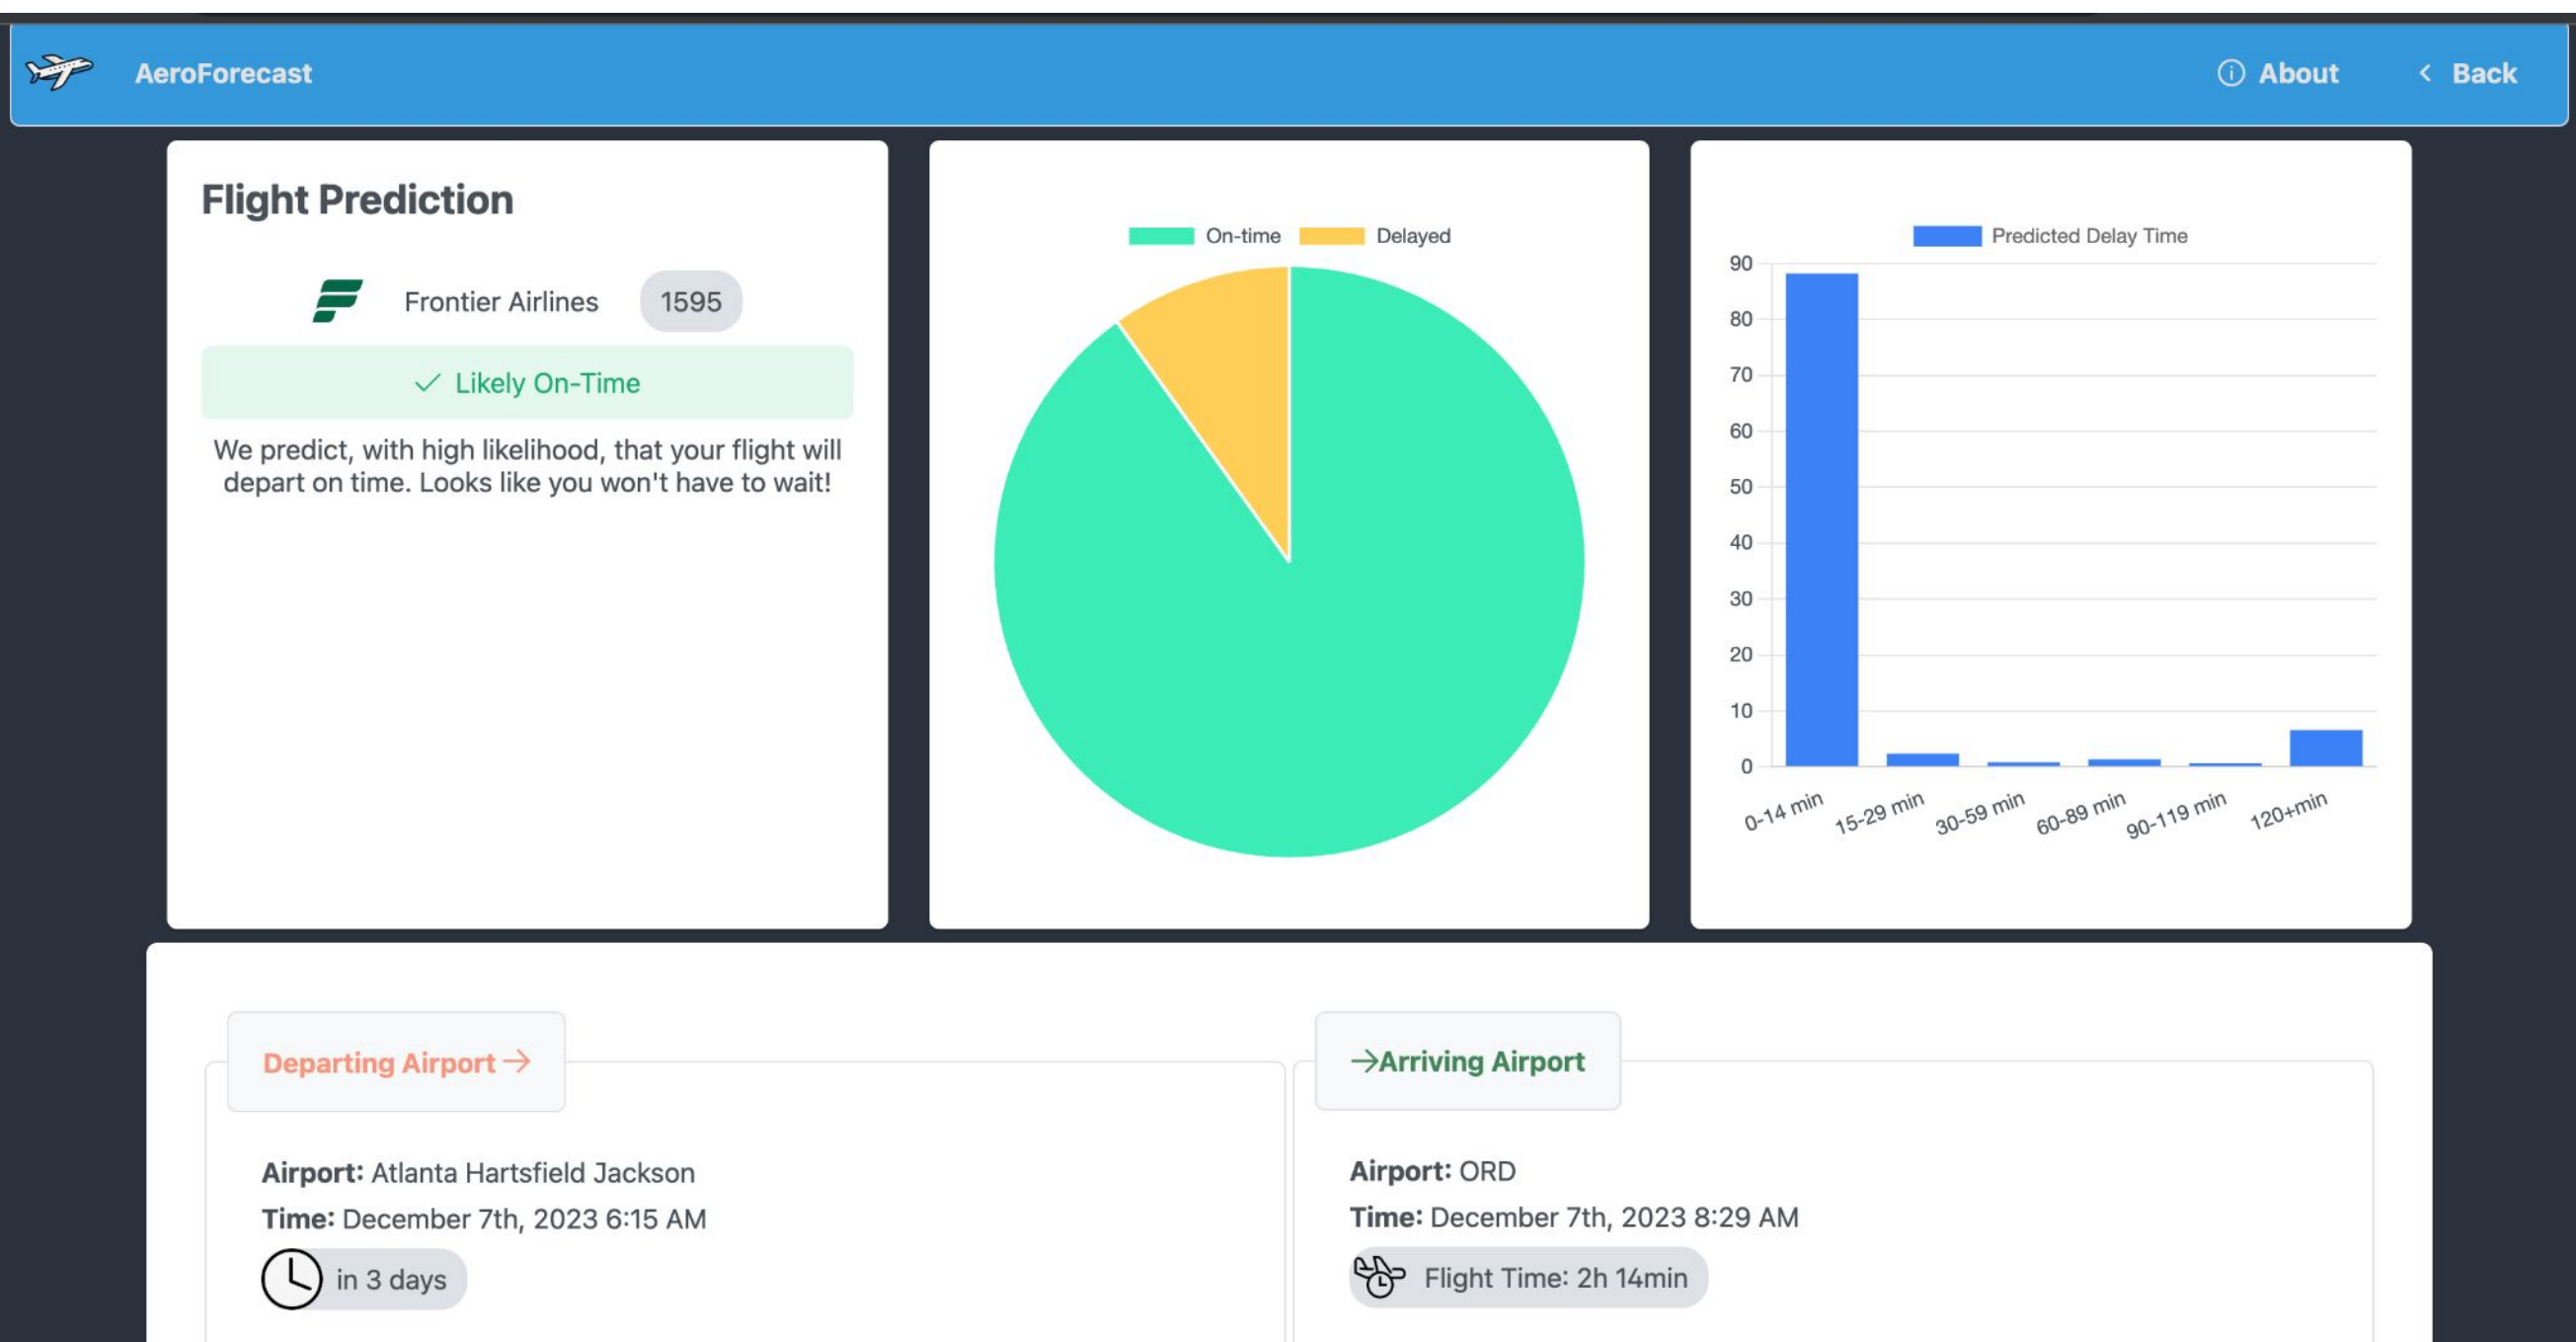 AeroForecast
About
Back
Flight Prediction
Frontier Airlines 1595
Likely On-Time
We predict, with high likelihood, that your flight will
depart on time. Looks like you won't have to wait!
On-time Delayed
Predicted Delay Time
90
80
70
60
50
40
30
20
10
0
0-14 min
15-29 min
30-59 min
60-89 min
90-119 min
120+min
Departing Airport →
Airport: Atlanta Hartsfield Jackson
Time: December 7th, 2023 6:15 AM
in 3 days
→Arriving Airport
Airport: ORD
Time: December 7th, 2023 8:29 AM
Flight Time: 2h 14min